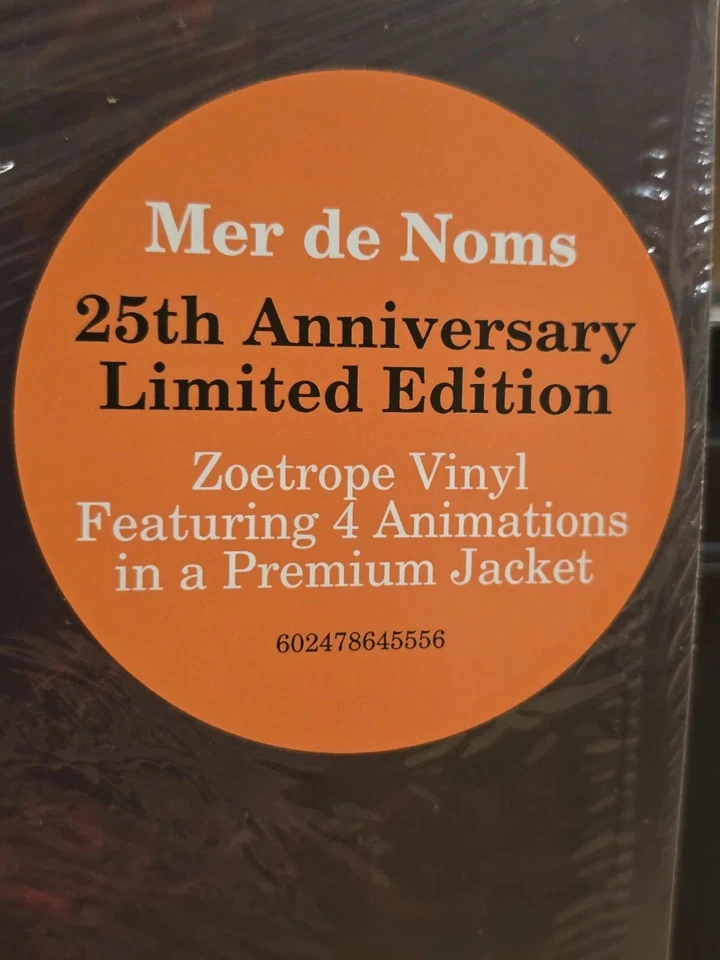 Mer de Noms
25th Anniversary
Limited Edition
Zoetrope Vinyl
Featuring 4 Animations
in a Premium Jacket
602478645556